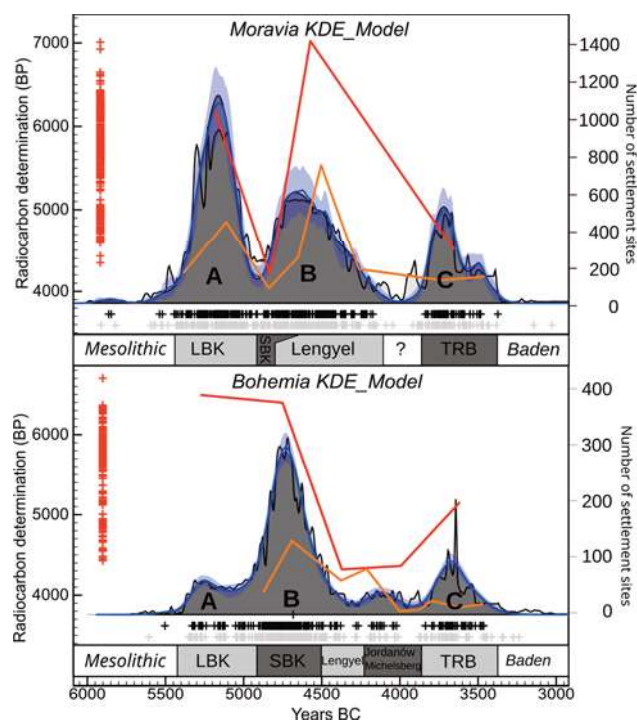 Moravia KDE_Model
Radiocarbon determination (BP)
7000
6000
5000
4000
1400
1200
1000
800
600
400
200
0
Number of settlement sites
A
B
C
Mesolithic
LBK
SBK
Lengyel
?
TRB
Baden
Bohemia KDE_Model
Radiocarbon determination (BP)
6000
5000
4000
400
300
200
100
0
Number of settlement sites
A
B
C
Mesolithic
LBK
SBK
Lengyel
Jordanów
Michelsberg
TRB
Baden
6000 5000 4500 4000 3500 3000
Years BC